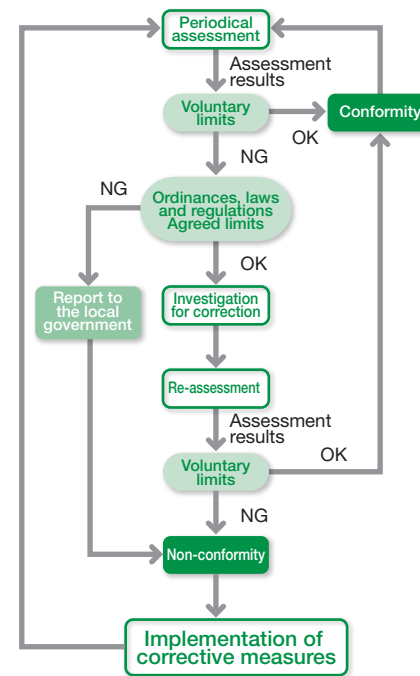 Periodical
assessment
Assessment
results
Voluntary
limits
OK
Conformity
NG
NG
Ordinances, laws
and regulations
Agreed limits
OK
Report to
the local
government
Investigation
for correction
Re-assessment
Assessment
results
Voluntary
limits
OK
NG
Non-conformity
Implementation of
corrective measures